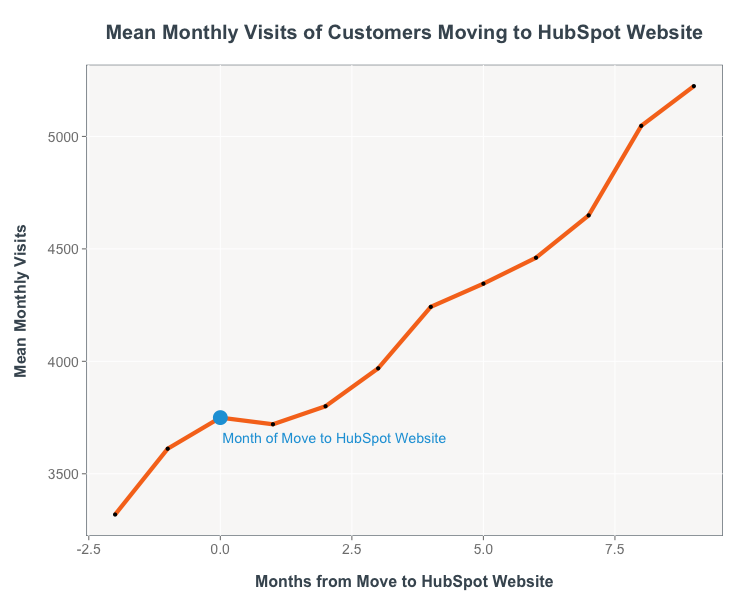 Mean Monthly Visits of Customers Moving to HubSpot Website
Mean Monthly Visits
5000
4500
4000
3500
Month of Move to HubSpot Website
-2.5
0.0
2.5
5.0
7.5
Months from Move to HubSpot Website